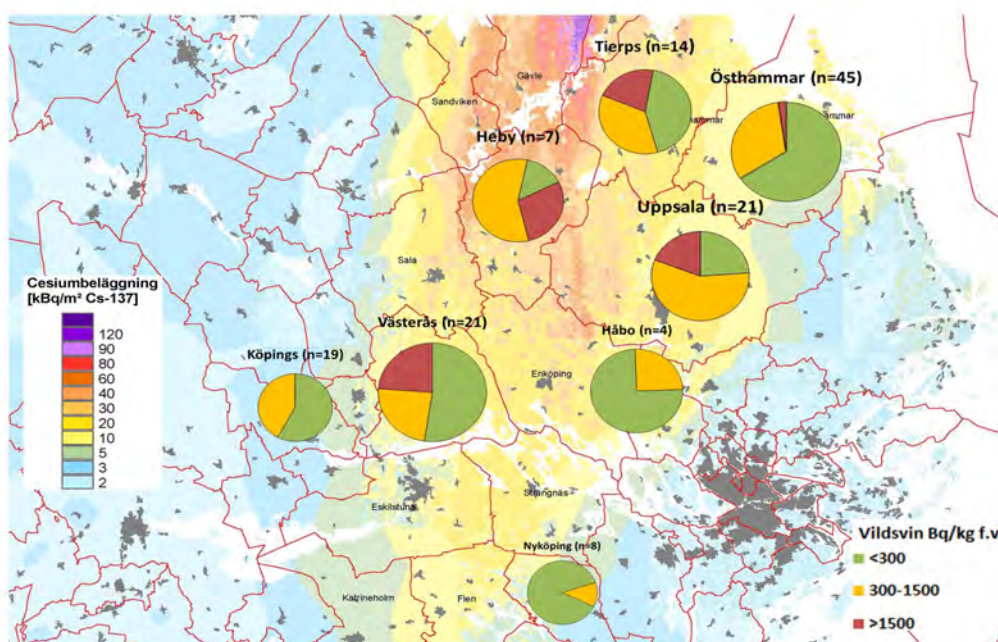 Tierps (n=14)
Östhammar (n=45)
Gävle
Sandviken
Heby (n=7)
Uppsala (n=21)
Sala
Cesiumbeläggning
[kBq/m² Cs-137]
120
90
80
60
40
30
20
10
5
3
2
Västerås (n=21)
Håbo (n=4)
Köpings (n=19)
Enköping
Eskilstuna
Strängnäs
Nyköping (n=8)
Katrineholm
Flen
Vildsvin Bq/kg f.v
<300
300-1500
>1500